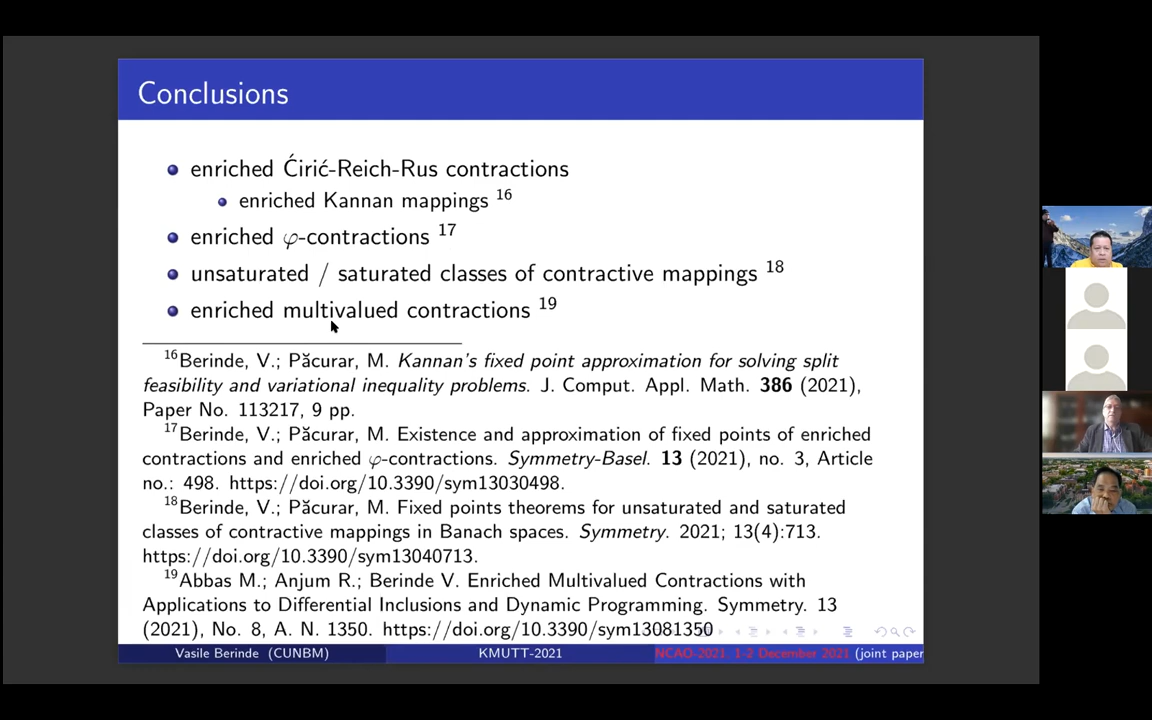 Conclusions
enriched Ćirić-Reich-Rus contractions
enriched Kannan mappings 16
enriched φ-contractions 17
unsaturated / saturated classes of contractive mappings 18
enriched multivalued contractions 19
16Berinde, V.; Păcurar, M. Kannan's fixed point approximation for solving split
feasibility and variational inequality problems. J. Comput. Appl. Math. 386 (2021),
Paper No. 113217, 9 pp.
17Berinde, V.; Păcurar, M. Existence and approximation of fixed points of enriched
contractions and enriched φ-contractions. Symmetry-Basel. 13 (2021), no. 3, Article
no.: 498. https://doi.org/10.3390/sym13030498.
18Berinde, V.; Păcurar, M. Fixed points theorems for unsaturated and saturated
classes of contractive mappings in Banach spaces. Symmetry. 2021; 13(4):713.
https://doi.org/10.3390/sym13040713.
19Abbas M.; Anjum R.; Berinde V. Enriched Multivalued Contractions with
Applications to Differential Inclusions and Dynamic Programming. Symmetry. 13
(2021), No. 8, A. N. 1350. https://doi.org/10.3390/sym13081350
Vasile Berinde (CUNBM) KMUTT-2021 NCAO-2021, 1-2 December 2021 (joint paper